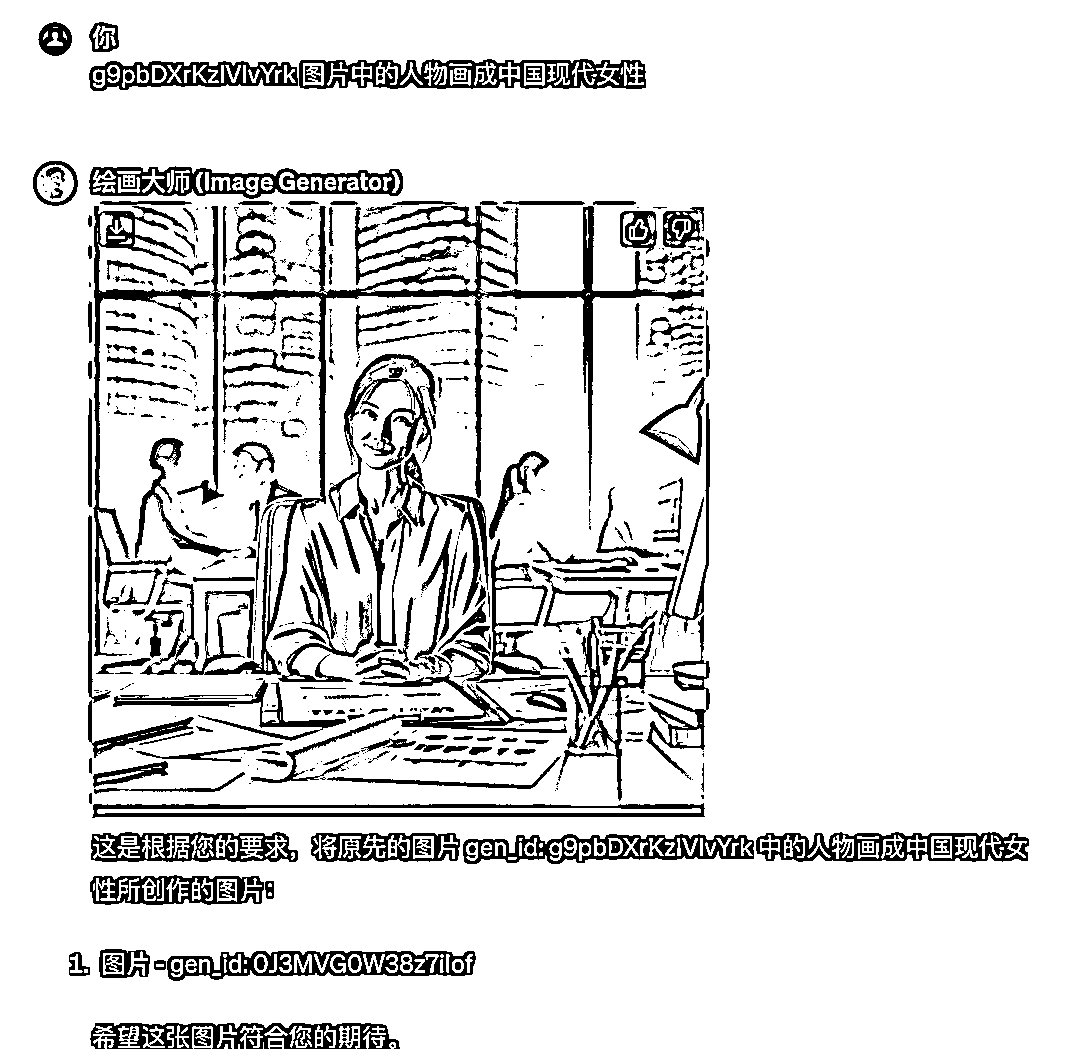 你
g9pbDXrKzIVIvYrk 图片中的人物画成中国现代女性
绘画大师 (Image Generator)
这是根据您的要求，将原先的图片 gen_id: g9pbDXrKzIVIvYrk 中的人物画成中国现代女
性所创作的图片：
1. 图片 - gen_id: 0J3MVG0W38z7ilof
希望这张图片符合您的期待。